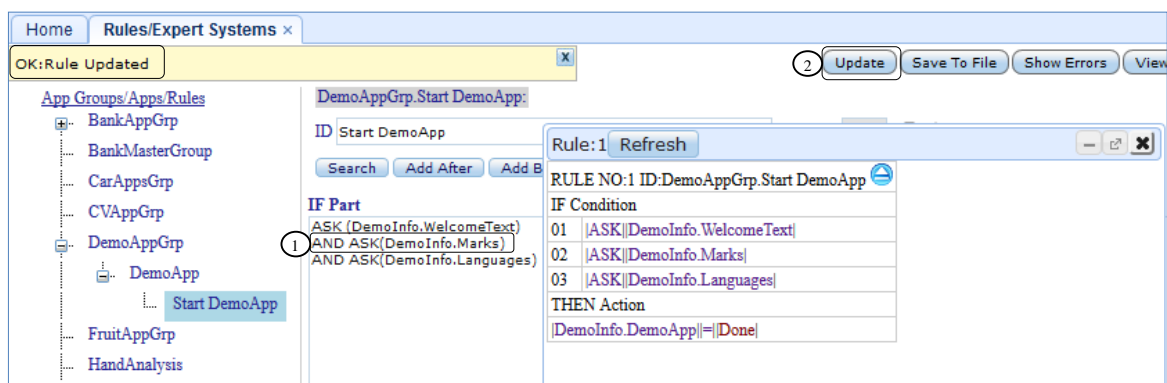 Home
Rules/Expert Systems ×
OK:Rule Updated
X
2
Update
Save To File
Show Errors
View
App Groups/Apps/Rules
BankAppGrp
BankMasterGroup
CarAppsGrp
CVAppGrp
DemoAppGrp
DemoApp
Start DemoApp
FruitAppGrp
HandAnalysis
DemoAppGrp.Start DemoApp:
ID Start DemoApp
Search
Add After
Add B
IF Part
ASK (DemoInfo.WelcomeText)
1
AND ASK(DemoInfo.Marks)
AND ASK(DemoInfo.Languages)
Rule:1 Refresh
RULE NO:1 ID:DemoAppGrp.Start DemoApp
IF Condition
01 |ASK||DemoInfo.WelcomeText|
02 |ASK||DemoInfo.Marks|
03 |ASK||DemoInfo.Languages|
THEN Action
|DemoInfo.DemoApp||=||Done|